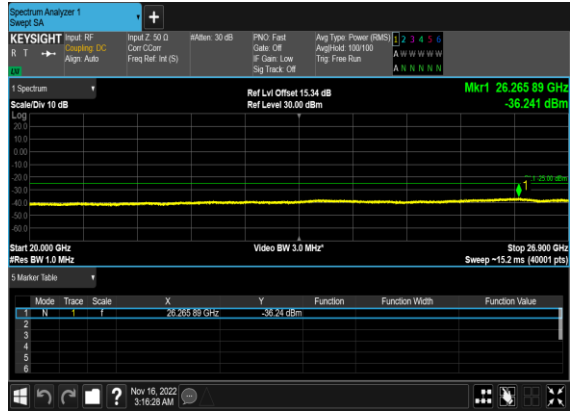 Spectrum Analyzer 1
Swept SA
+
KEYSIGHT Input: RF Input Z: 50 Ω #Atten: 30 dB PNO: Fast Avg Type: Power (RMS) 1 2 3 4 5 6
R T Coupling: DC Corr CCorr Gate: Off Avg|Hold: 100/100 A W W W W W
Align: Auto Freq Ref: Int (S) IF Gain: Low Trig: Free Run
Sig Track: Off A N N N N N
1 Spectrum Ref Lvl Offset 15.34 dB Mkr1 26.265 89 GHz
Scale/Div 10 dB Ref Level 30.00 dBm -36.241 dBm
Log
20.0
10.0
0.00
-10.0
-20.0
-25.00 dBm
-30.0
1
-40.0
-50.0
-60.0
Start 20.000 GHz Video BW 3.0 MHz* Stop 26.900 GHz
#Res BW 1.0 MHz Sweep ~15.2 ms (40001 pts)
5 Marker Table
Mode Trace Scale X Y Function Function Width Function Value
1 N 1 f 26.265 89 GHz -36.24 dBm
2
3
4
5
6
? Nov 16, 2022
3:16:28 AM